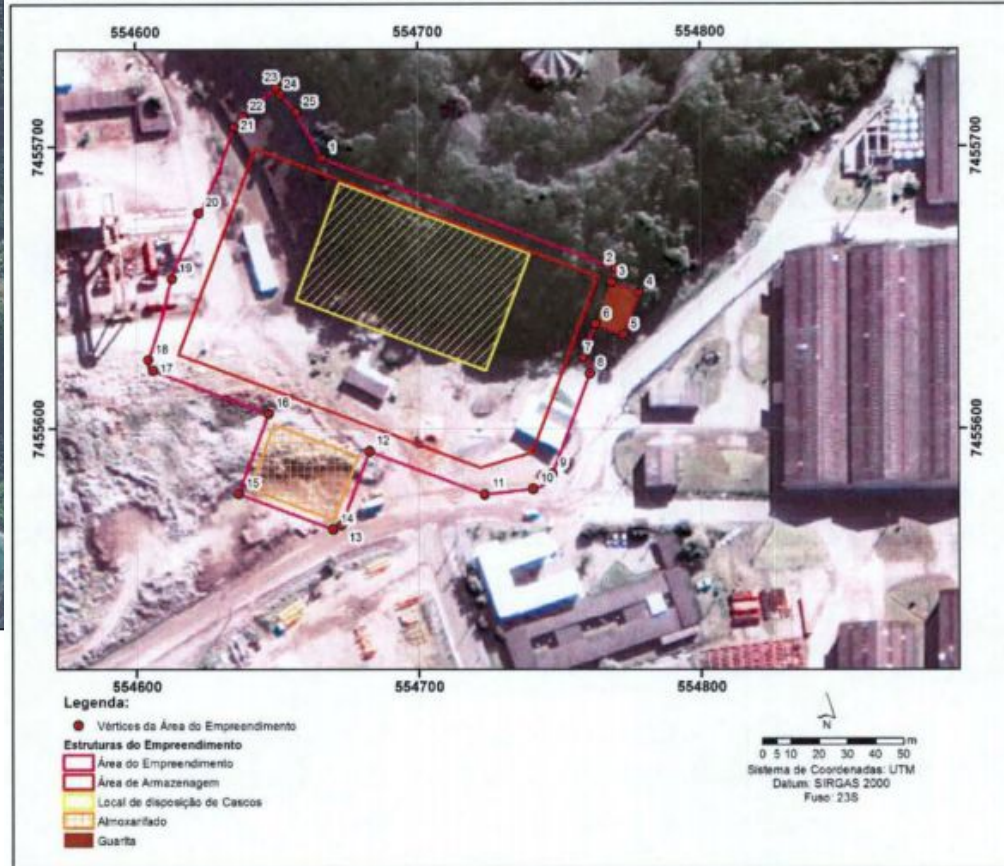 554600 554700 554800
23
24
22
25
21
1
7455700
7455700
20
2
3
4
19
6
5
7
8
18
17
16
7455600
7455600
12
9
15
10
11
14
13
554600 554700 554800
Legenda:
Vértices da Área do Empreendimento
Estruturas do Empreendimento
Área do Empreendimento
Área de Armazenagem
Local de disposição de Cascos
Almoxarifado
Guarita
N
0 5 10 20 30 40 50 m
Sistema de Coordenadas: UTM
Datum: SIRGAS 2000
Fuso: 23S